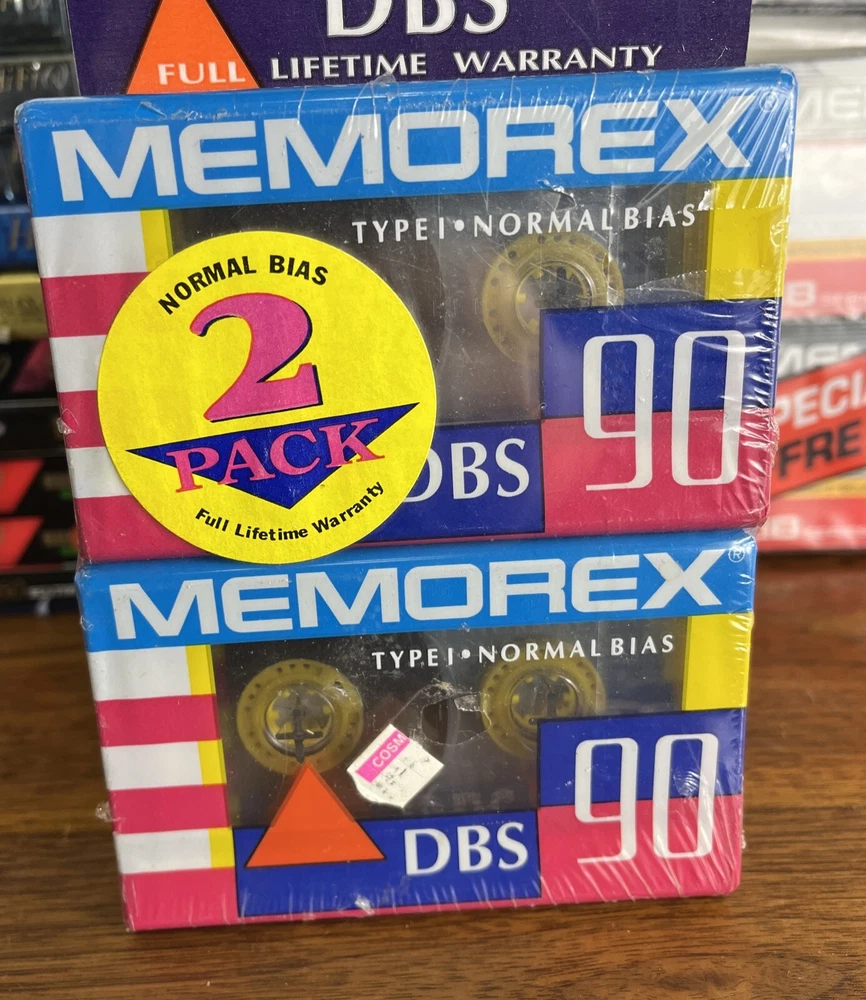 DBS
FULL LIFETIME WARRANTY
MEMOREX®
TYPE I • NORMAL BIAS
NORMAL BIAS
2
PACK
Full Lifetime Warranty
DBS
90
MEMOREX®
TYPE I • NORMAL BIAS
COSM
DBS
90